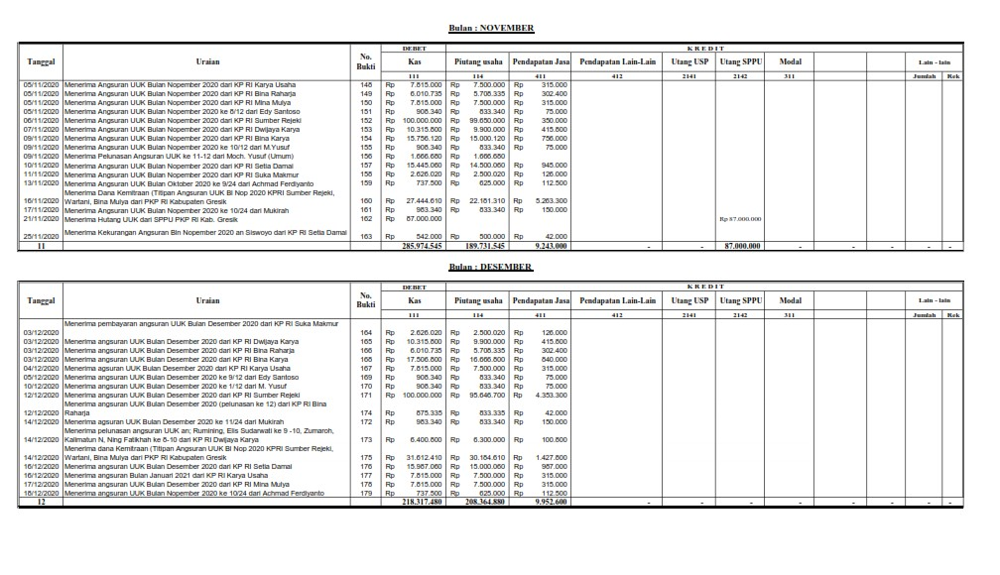 Bulan : NOVEMBER
Tanggal Uraian No. Bukti DEBET KREDIT
Kas Piutang usaha Pendapatan Jasa Pendapatan Lain-Lain Utang USP Utang SPPU Modal Lain - lain
111 114 411 412 2141 2142 311 Jumlah Rek
05/11/2020 Menerima Angsuran UUK Bulan Nopember 2020 dari KP RI Karya Usaha 148 Rp 7.815.000 Rp 7.500.000 Rp 315.000
05/11/2020 Menerima Angsuran UUK Bulan Nopember 2020 dari KP RI Bina Raharja 149 Rp 6.010.735 Rp 5.708.335 Rp 302.400
05/11/2020 Menerima Angsuran UUK Bulan Nopember 2020 dari KP RI Mina Mulya 150 Rp 7.815.000 Rp 7.500.000 Rp 315.000
05/11/2020 Menerima Angsuran UUK Bulan Nopember 2020 ke 8/12 dari Edy Santoso 151 Rp 908.340 Rp 833.340 Rp 75.000
06/11/2020 Menerima Angsuran UUK Bulan Nopember 2020 dari KP RI Sumber Rejeki 152 Rp 100.000.000 Rp 99.650.000 Rp 350.000
07/11/2020 Menerima Angsuran UUK Bulan Nopember 2020 dari KP RI Dwijaya Karya 153 Rp 10.315.800 Rp 9.900.000 Rp 415.800
09/11/2020 Menerima Angsuran UUK Bulan Nopember 2020 dari KP RI Bina Karya 154 Rp 15.756.120 Rp 15.000.120 Rp 756.000
09/11/2020 Menerima Angsuran UUK Bulan Nopember 2020 ke 10/12 dari M.Yusuf 155 Rp 908.340 Rp 833.340 Rp 75.000
09/11/2020 Menerima Pelunasan Angsuran UUK ke 11-12 dari Moch. Yusuf (Umum) 156 Rp 1.666.680 Rp 1.666.680
10/11/2020 Menerima Angsuran UUK Bulan Nopember 2020 dari KP RI Setia Damai 157 Rp 15.445.060 Rp 14.500.060 Rp 945.000
11/11/2020 Menerima Angsuran UUK Bulan Nopember 2020 dari KP RI Suka Makmur 158 Rp 2.626.020 Rp 2.500.020 Rp 126.000
13/11/2020 Menerima Angsuran UUK Bulan Oktober 2020 ke 9/24 dari Achmad Ferdiyanto 159 Rp 737.500 Rp 625.000 Rp 112.500
Menerima Dana Kemitraan (Titipan Angsuran UUK Bl Nop 2020 KPRI Sumber Rejeki,
16/11/2020 Wartani, Bina Mulya dari PKP RI Kabupaten Gresik 160 Rp 27.444.610 Rp 22.181.310 Rp 5.263.300
17/11/2020 Menerima Angsuran UUK Bulan Nopember 2020 ke 10/24 dari Mukirah 161 Rp 983.340 Rp 833.340 Rp 150.000
21/11/2020 Menerima Hutang UUK dari SPPU PKP RI Kab. Gresik 162 Rp 87.000.000 Rp 87.000.000
25/11/2020 Menerima Kekurangan Angsuran Bln Nopember 2020 an Siswoyo dari KP RI Setia Damai 163 Rp 542.000 Rp 500.000 Rp 42.000
11 285.974.545 189.731.545 9.243.000 - - 87.000.000 - - - - -
Bulan : DESEMBER
Tanggal Uraian No. Bukti DEBET KREDIT
Kas Piutang usaha Pendapatan Jasa Pendapatan Lain-Lain Utang USP Utang SPPU Modal Lain - lain
111 114 411 412 2141 2142 311 Jumlah Rek
Menerima pembayaran angsuran UUK Bulan Desember 2020 dari KP RI Suka Makmur
03/12/2020 164 Rp 2.626.020 Rp 2.500.020 Rp 126.000
03/12/2020 Menerima angsuran UUK Bulan Desember 2020 dari KP RI Dwijaya Karya 165 Rp 10.315.800 Rp 9.900.000 Rp 415.800
03/12/2020 Menerima angsuran UUK Bulan Desember 2020 dari KP RI Bina Raharja 166 Rp 6.010.735 Rp 5.708.335 Rp 302.400
03/12/2020 Menerima angsuran UUK Bulan Desember 2020 dari KP RI Bina Karya 168 Rp 17.506.800 Rp 16.666.800 Rp 840.000
04/12/2020 Menerima agsuran UUK Bulan Desember 2020 dari KP RI Karya Usaha 167 Rp 7.815.000 Rp 7.500.000 Rp 315.000
05/12/2020 Menerima angsuran UUK Bulan Desember 2020 ke 9/12 dari Edy Santoso 169 Rp 908.340 Rp 833.340 Rp 75.000
10/12/2020 Menerima angsuran UUK Bulan Desember 2020 ke 1/12 dari M. Yusuf 170 Rp 908.340 Rp 833.340 Rp 75.000
12/12/2020 Menerima angsuran UUK Bulan Desember 2020 dari KP RI Sumber Rejeki 171 Rp 100.000.000 Rp 95.646.700 Rp 4.353.300
Menerima angsuran UUK Bulan Desember 2020 (pelunasan ke 12) dari KP RI Bina
12/12/2020 Raharja 174 Rp 875.335 Rp 833.335 Rp 42.000
14/12/2020 Menerima agsuran UUK Bulan Desember 2020 ke 11/24 dari Mukirah 172 Rp 983.340 Rp 833.340 Rp 150.000
Menerima pelunasan angsuran UUK an; Rumining, Elis Sudarwati ke 9 -10, Zumaroh,
14/12/2020 Kalimatun N, Ning Fatikhah ke 8-10 dari KP RI Dwijaya Karya 173 Rp 6.400.800 Rp 6.300.000 Rp 100.800
Menerima dana Kemitraan (Titipan Angsuran UUK Bl Nop 2020 KPRI Sumber Rejeki,
14/12/2020 Wartani, Bina Mulya dari PKP RI Kabupaten Gresik 175 Rp 31.612.410 Rp 30.184.610 Rp 1.427.800
16/12/2020 Menerima angsuran UUK Bulan Desember 2020 dari KP RI Setia Damai 176 Rp 15.987.060 Rp 15.000.060 Rp 987.000
16/12/2020 Menerima angsuran UUK Bulan Januari 2021 dari KP RI Karya Usaha 177 Rp 7.815.000 Rp 7.500.000 Rp 315.000
17/12/2020 Menerima angsuran UUK Bulan Desember 2020 dari KP RI Mina Mulya 178 Rp 7.815.000 Rp 7.500.000 Rp 315.000
18/12/2020 Menerima angsuran UUK Bulan Nopember 2020 ke 10/24 dari Achmad Ferdiyanto 179 Rp 737.500 Rp 625.000 Rp 112.500
12 218.317.480 208.364.880 9.952.600 - - - - - - - -